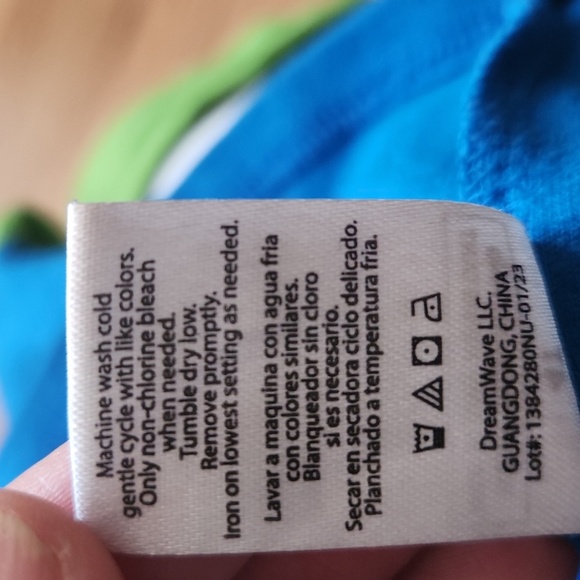 Machine wash cold
gentle cycle with like colors.
Only non-chlorine bleach
when needed.
Tumble dry low.
Remove promptly.
Iron on lowest setting as needed.
Lavar a maquina con agua fria
con colores similares.
Blanqueador sin cloro
si es necesario.
Secar en secadora ciclo delicado.
Planchado a temperatura fria.
DreamWave LLC.
GUANGDONG, CHINA
Lot#: 1384280NU-01/23